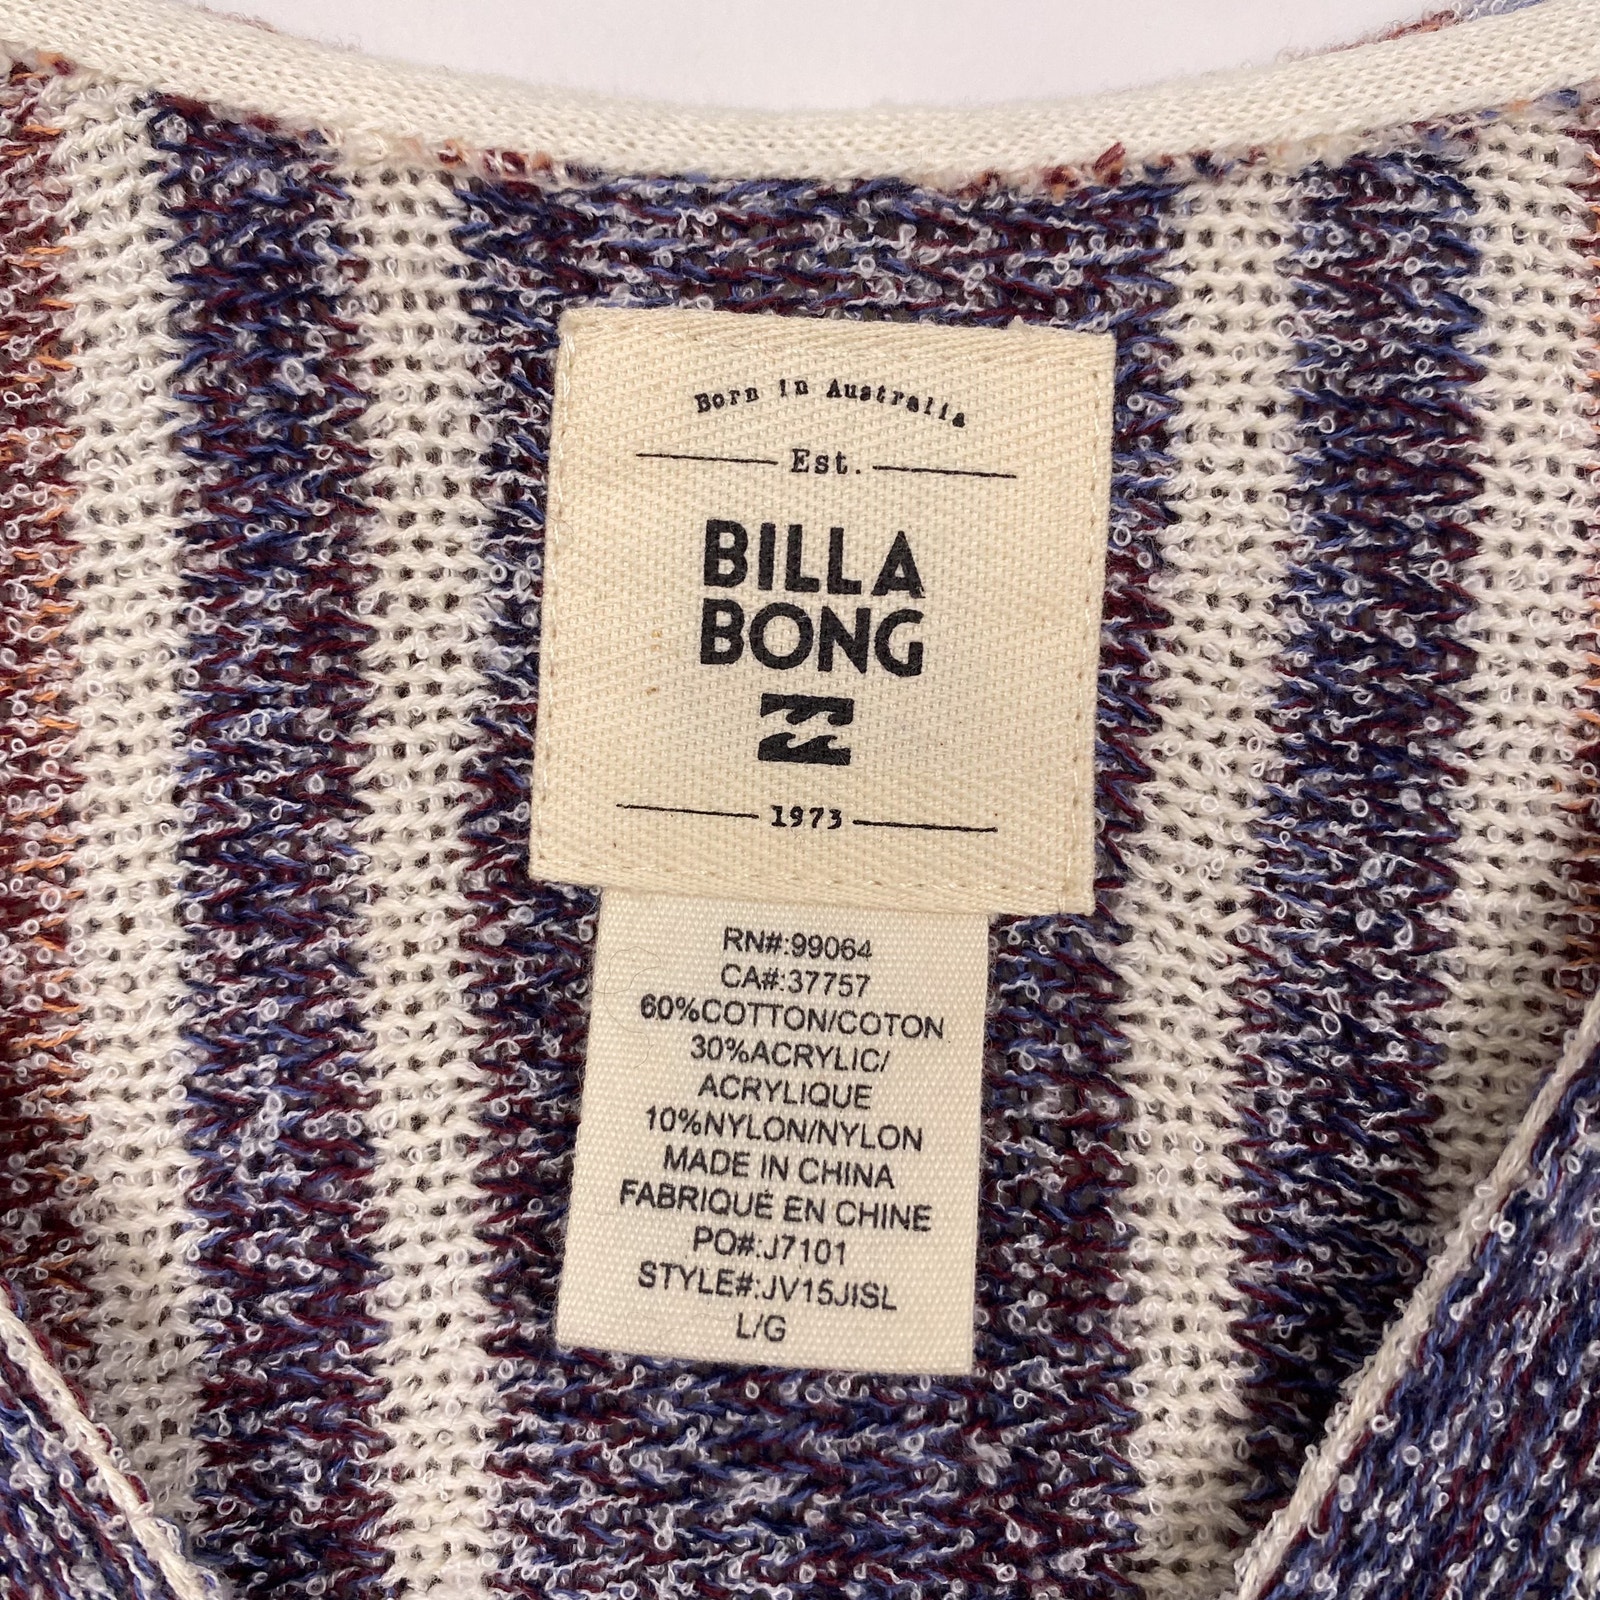 Born in Australia
Est.
BILLA
BONG
1973
RN#:99064
CA#:37757
60%COTTON/COTON
30%ACRYLIC/
ACRYLIQUE
10%NYLON/NYLON
MADE IN CHINA
FABRIQUÉ EN CHINE
PO#:J7101
STYLE#:JV15JISL
L/G